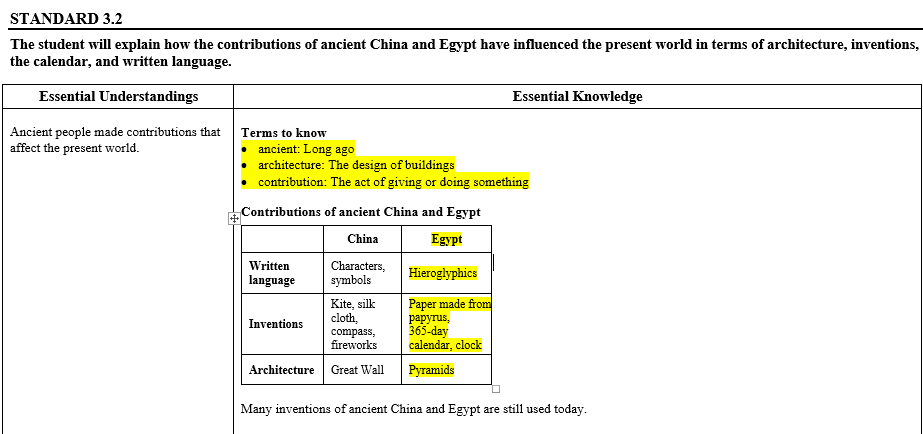 STANDARD 3.2
The student will explain how the contributions of ancient China and Egypt have influenced the present world in terms of architecture, inventions,
the calendar, and written language.
Essential Understandings
Essential Knowledge
Ancient people made contributions that
affect the present world.
Terms to know
• ancient: Long ago
• architecture: The design of buildings
• contribution: The act of giving or doing something
Contributions of ancient China and Egypt
China
Egypt
Written
language
Characters,
symbols
Hieroglyphics
Inventions
Kite, silk
cloth,
compass,
fireworks
Paper made from
papyrus,
365-day
calendar, clock
Architecture
Great Wall
Pyramids
Many inventions of ancient China and Egypt are still used today.